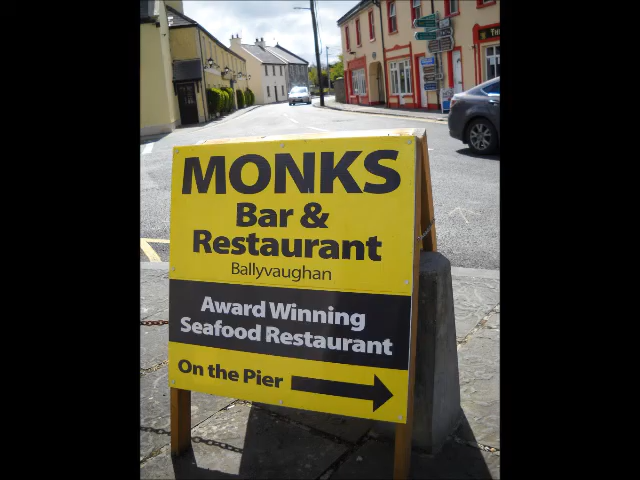 MONKS
Bar &
Restaurant
Ballyvaughan
Award Winning
Seafood Restaurant
On the Pier